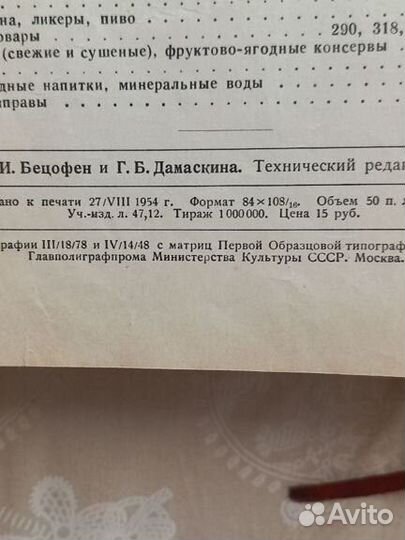 на, ликеры, пиво
овары . . . . . . . . . . . . . . 290, 318,
(свежие и сушеные), фруктово-ягодные консервы
дные напитки, минеральные воды
правы
И. Бецофен и Г. Б. Дамаскина. Технический редак
ано к печати 27/VIII 1954 г. Формат 84×108/16. Объем 50 п. л
Уч.-изд. л. 47,12. Тираж 1 000 000. Цена 15 руб.
графии III/18/78 и IV/14/48 с матриц Первой Образцовой типограф
Главполиграфпрома Министерства Культуры СССР. Москва.
Avito